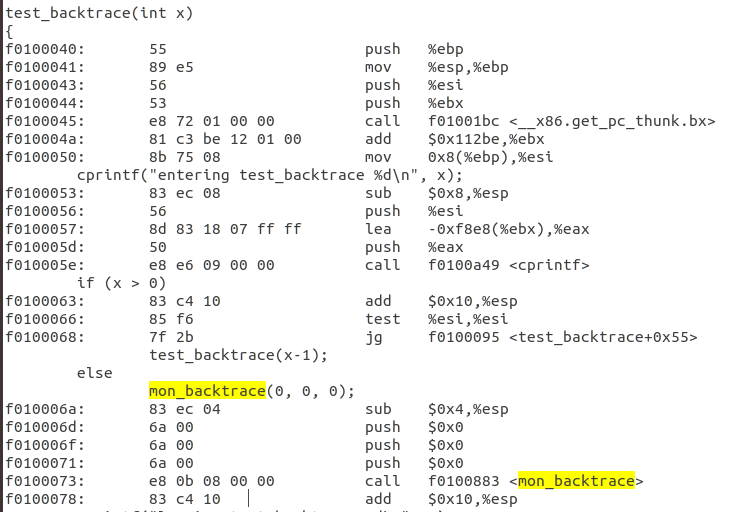 test_backtrace(int x)
{
f0100040: 55 push %ebp
f0100041: 89 e5 mov %esp,%ebp
f0100043: 56 push %esi
f0100044: 53 push %ebx
f0100045: e8 72 01 00 00 call f01001bc <__x86.get_pc_thunk.bx>
f010004a: 81 c3 be 12 01 00 add $0x112be,%ebx
f0100050: 8b 75 08 mov 0x8(%ebp),%esi
cprintf("entering test_backtrace %d\n", x);
f0100053: 83 ec 08 sub $0x8,%esp
f0100056: 56 push %esi
f0100057: 8d 83 18 07 ff ff lea -0xf8e8(%ebx),%eax
f010005d: 50 push %eax
f010005e: e8 e6 09 00 00 call f0100a49 <cprintf>
if (x > 0)
f0100063: 83 c4 10 add $0x10,%esp
f0100066: 85 f6 test %esi,%esi
f0100068: 7f 2b jg f0100095 <test_backtrace+0x55>
test_backtrace(x-1);
else
mon_backtrace(0, 0, 0);
f010006a: 83 ec 04 sub $0x4,%esp
f010006d: 6a 00 push $0x0
f010006f: 6a 00 push $0x0
f0100071: 6a 00 push $0x0
f0100073: e8 0b 08 00 00 call f0100883 <mon_backtrace>
f0100078: 83 c4 10 add $0x10,%esp